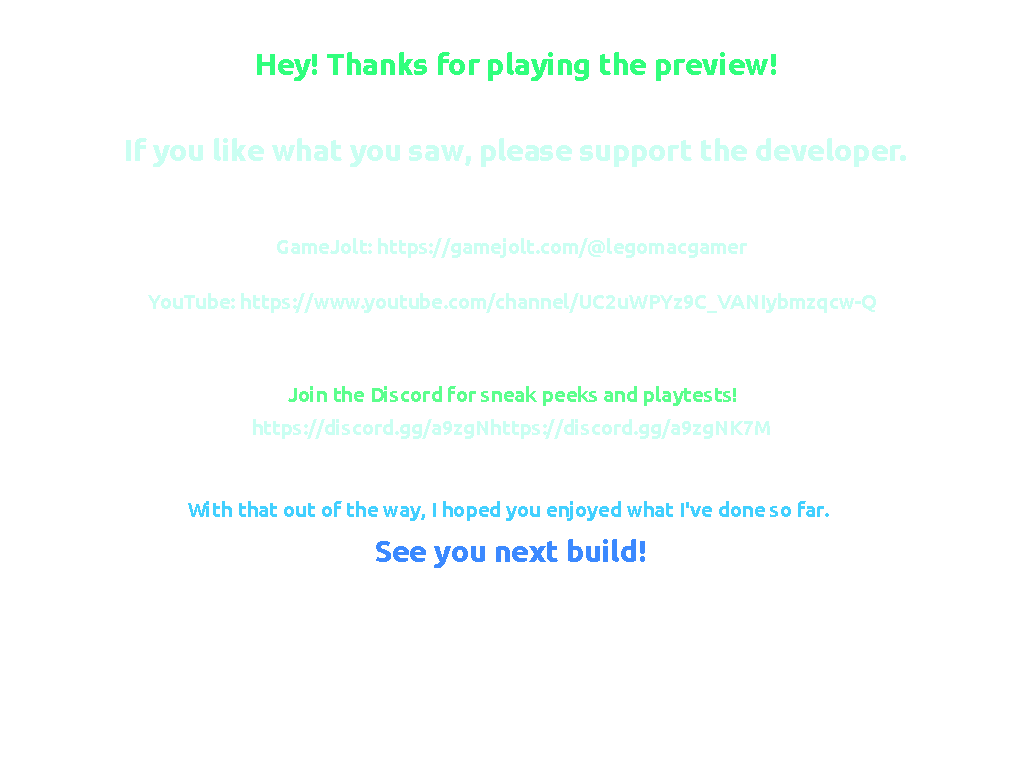 Hey! Thanks for playing the preview!
If you like what you saw, please support the developer.
GameJolt: https://gamejolt.com/@legomacgamer
YouTube: https://www.youtube.com/channel/UC2uWPYz9C_VANIybmzqcw-Q
Join the Discord for sneak peeks and playtests!
https://discord.gg/a9zgNhttps://discord.gg/a9zgNK7M
With that out of the way, I hoped you enjoyed what I've done so far.
See you next build!